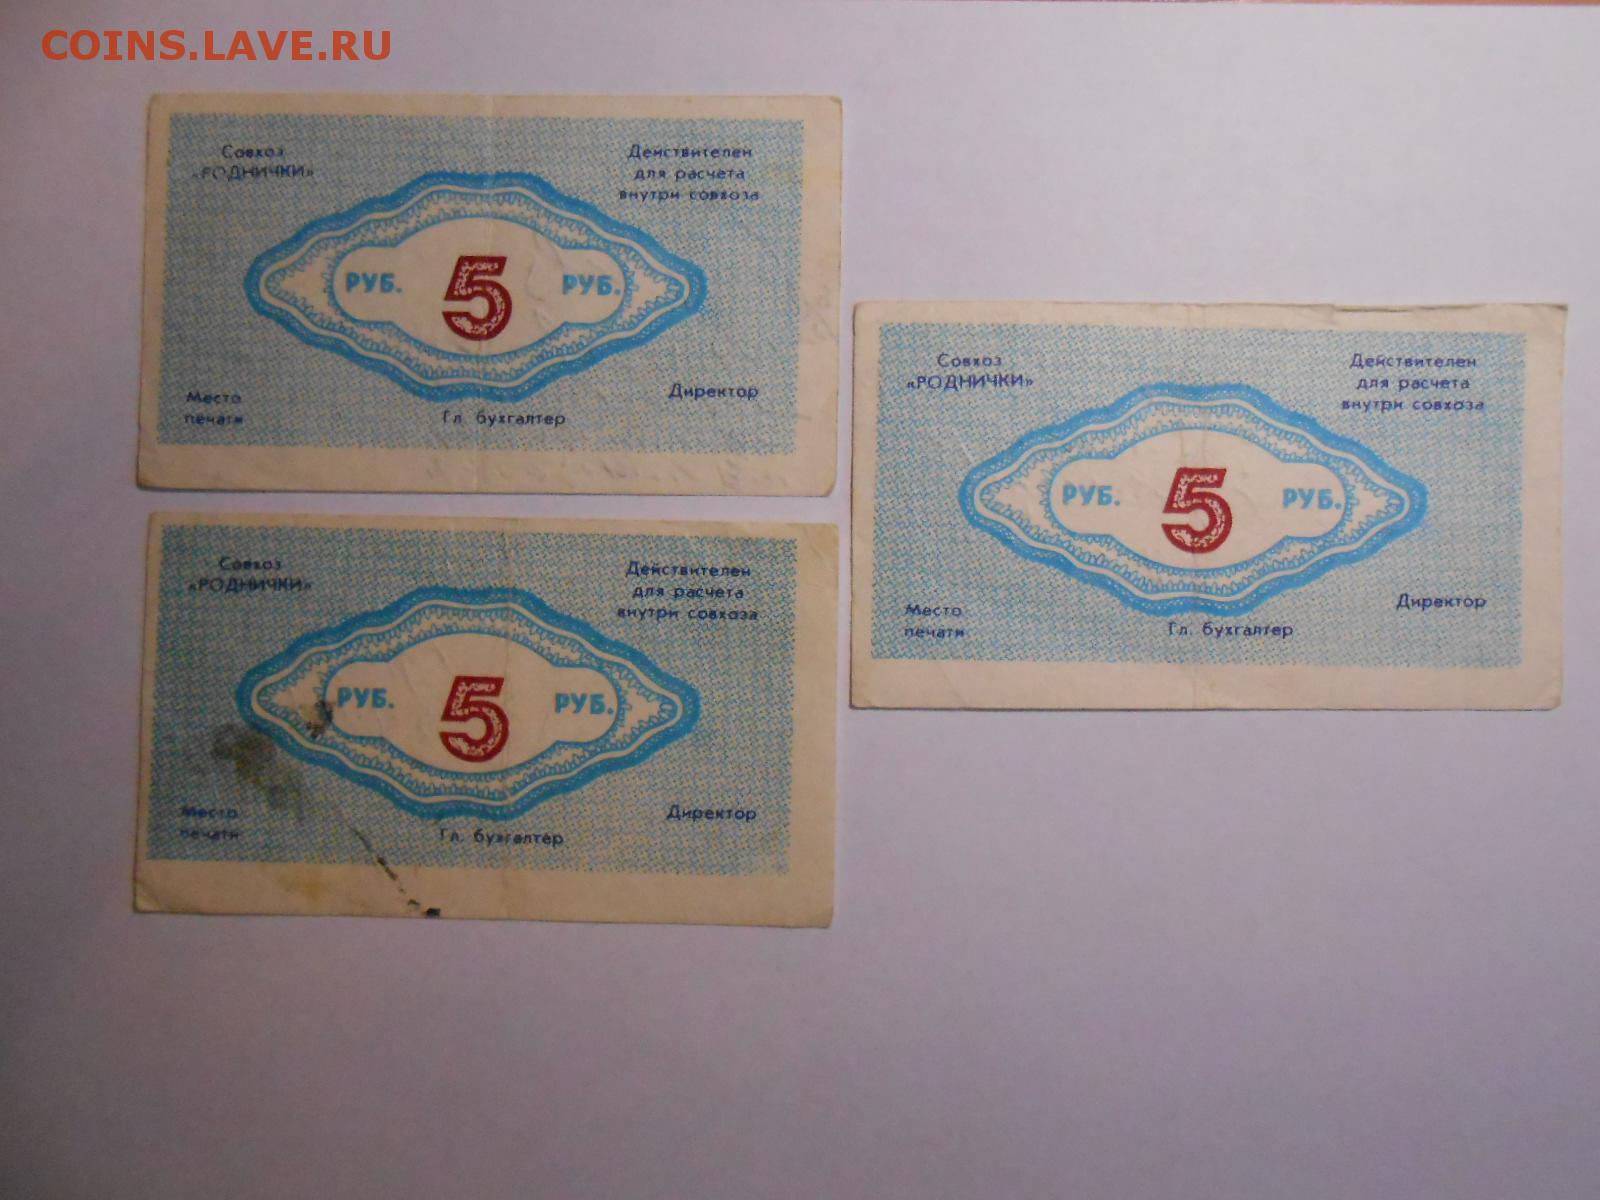 COINS.LAVE.RU
Совхоз
«РОДНИЧКИ»
Действителен
для расчета
внутри совхоза
РУБ. 5 РУБ.
Место
печати
Гл. бухгалтер
Директор
Совхоз
«РОДНИЧКИ»
Действителен
для расчета
внутри совхоза
РУБ. 5 РУБ.
Место
печати
Гл. бухгалтер
Директор
Совхоз
«РОДНИЧКИ»
Действителен
для расчета
внутри совхоза
РУБ. 5 РУБ.
Место
печати
Гл. бухгалтер
Директор